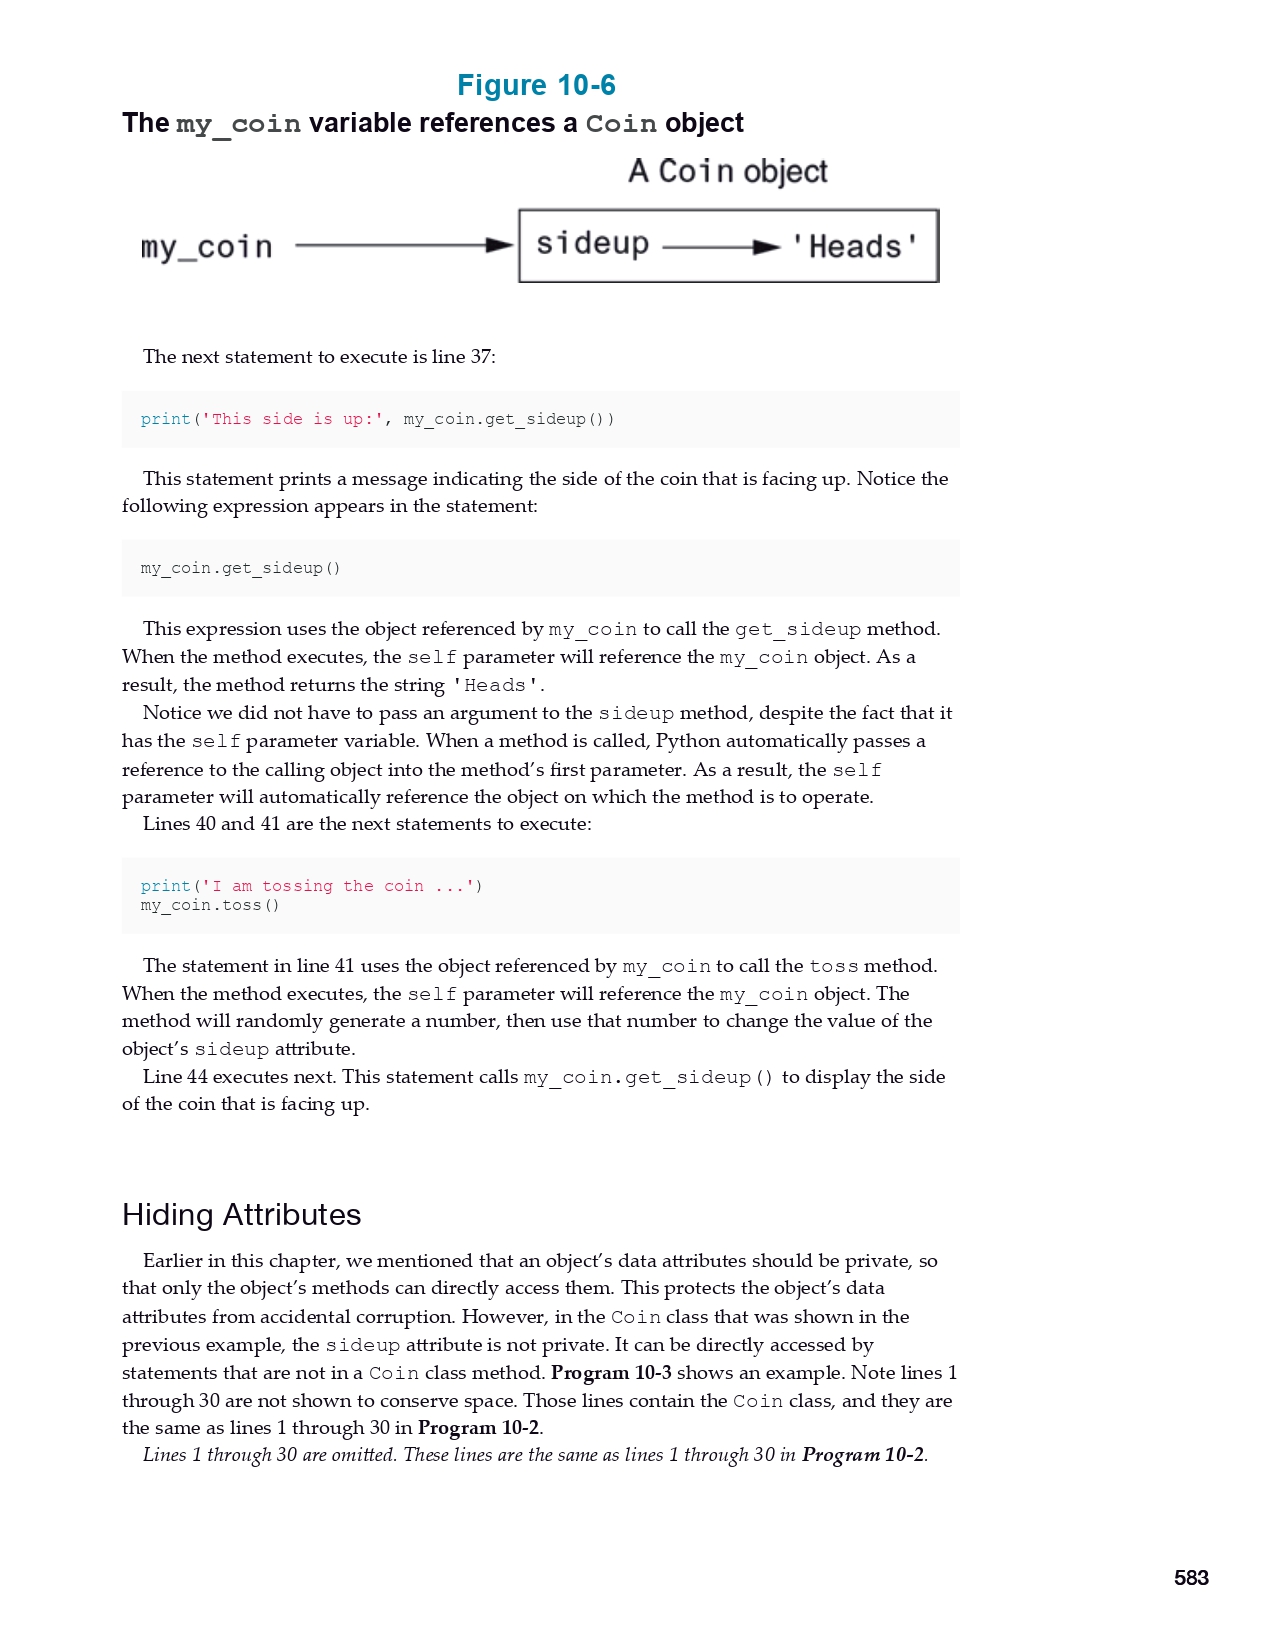 Figure 10-6
The my_coin variable references a Coin object
A Coin object
my_coin
sideup
'Heads'
The next statement to execute is line 37:
print('This side is up:', my_coin.get_sideup())
This statement prints a message indicating the side of the coin that is facing up. Notice the
following expression appears in the statement:
my_coin.get_sideup()
This expression uses the object referenced by my_coin to call the get_sideup method.
When the method executes, the self parameter will reference the my_coin object. As a
result, the method returns the string 'Heads'.
Notice we did not have to pass an argument to the sideup method, despite the fact that it
has the self parameter variable. When a method is called, Python automatically passes a
reference to the calling object into the method’s first parameter. As a result, the self
parameter will automatically reference the object on which the method is to operate.
Lines 40 and 41 are the next statements to execute:
print('I am tossing the coin ...')
my_coin.toss()
The statement in line 41 uses the object referenced by my_coin to call the toss method.
When the method executes, the self parameter will reference the my_coin object. The
method will randomly generate a number, then use that number to change the value of the
object’s sideup attribute.
Line 44 executes next. This statement calls my_coin.get_sideup() to display the side
of the coin that is facing up.
Hiding Attributes
Earlier in this chapter, we mentioned that an object’s data attributes should be private, so
that only the object’s methods can directly access them. This protects the object’s data
attributes from accidental corruption. However, in the Coin class that was shown in the
previous example, the sideup attribute is not private. It can be directly accessed by
statements that are not in a Coin class method. Program 10-3 shows an example. Note lines 1
through 30 are not shown to conserve space. Those lines contain the Coin class, and they are
the same as lines 1 through 30 in Program 10-2.
Lines 1 through 30 are omitted. These lines are the same as lines 1 through 30 in Program 10-2.
583